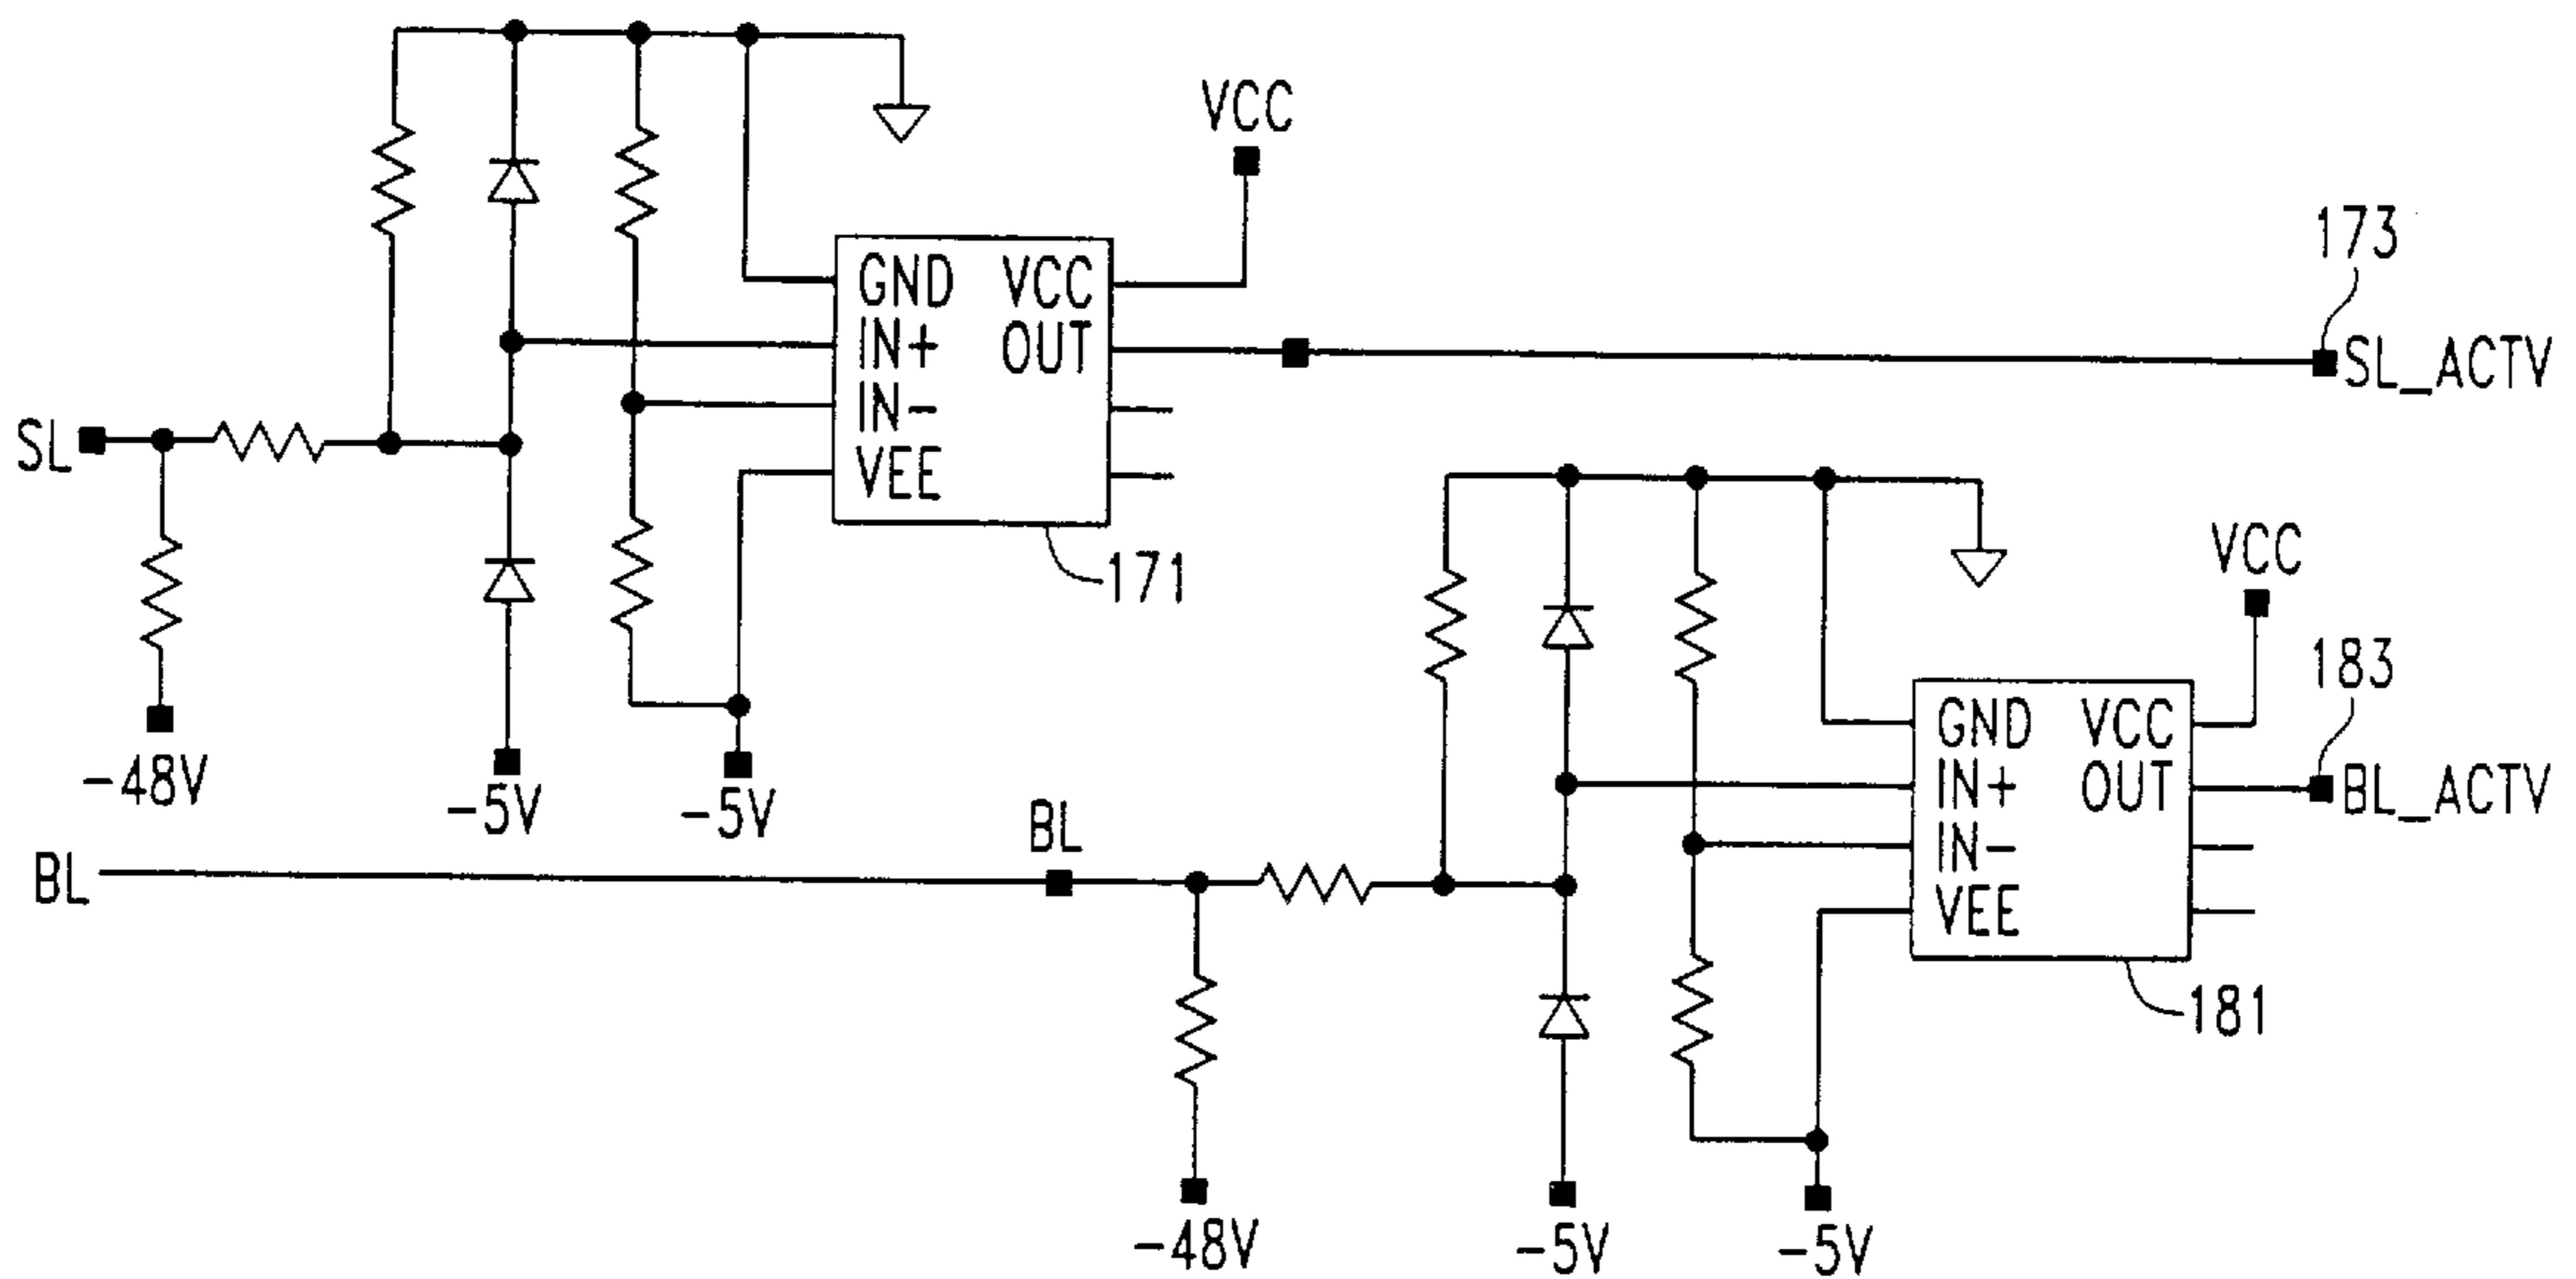 VCC
173
GND VCC
IN+ OUT
SL_ACTV
IN-
SL
VEE
171
-48V
-5V
-5V
VCC
183
GND VCC
IN+ OUT
BL_ACTV
BL
BL
IN-
VEE
181
-48V
-5V
-5V